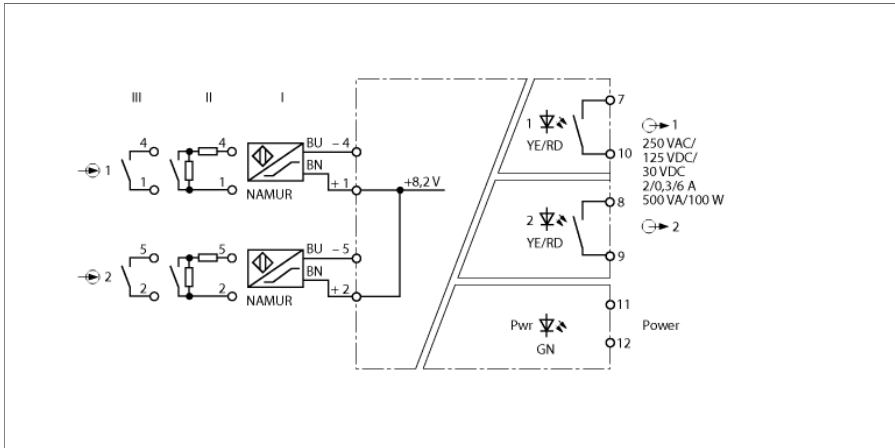 III II I
4 4 BU – 4
1
1 1 BN
+ 1
NAMUR
5 5 BU – 5
2
2 2 BN
+ 2
NAMUR
+8,2 V
1
YE/RD
7
10
1
250 VAC/
125 VDC/
30 VDC
2/0,3/6 A
500 VA/100 W
2
YE/RD
8
9
2
Pwr
GN
11
12
Power